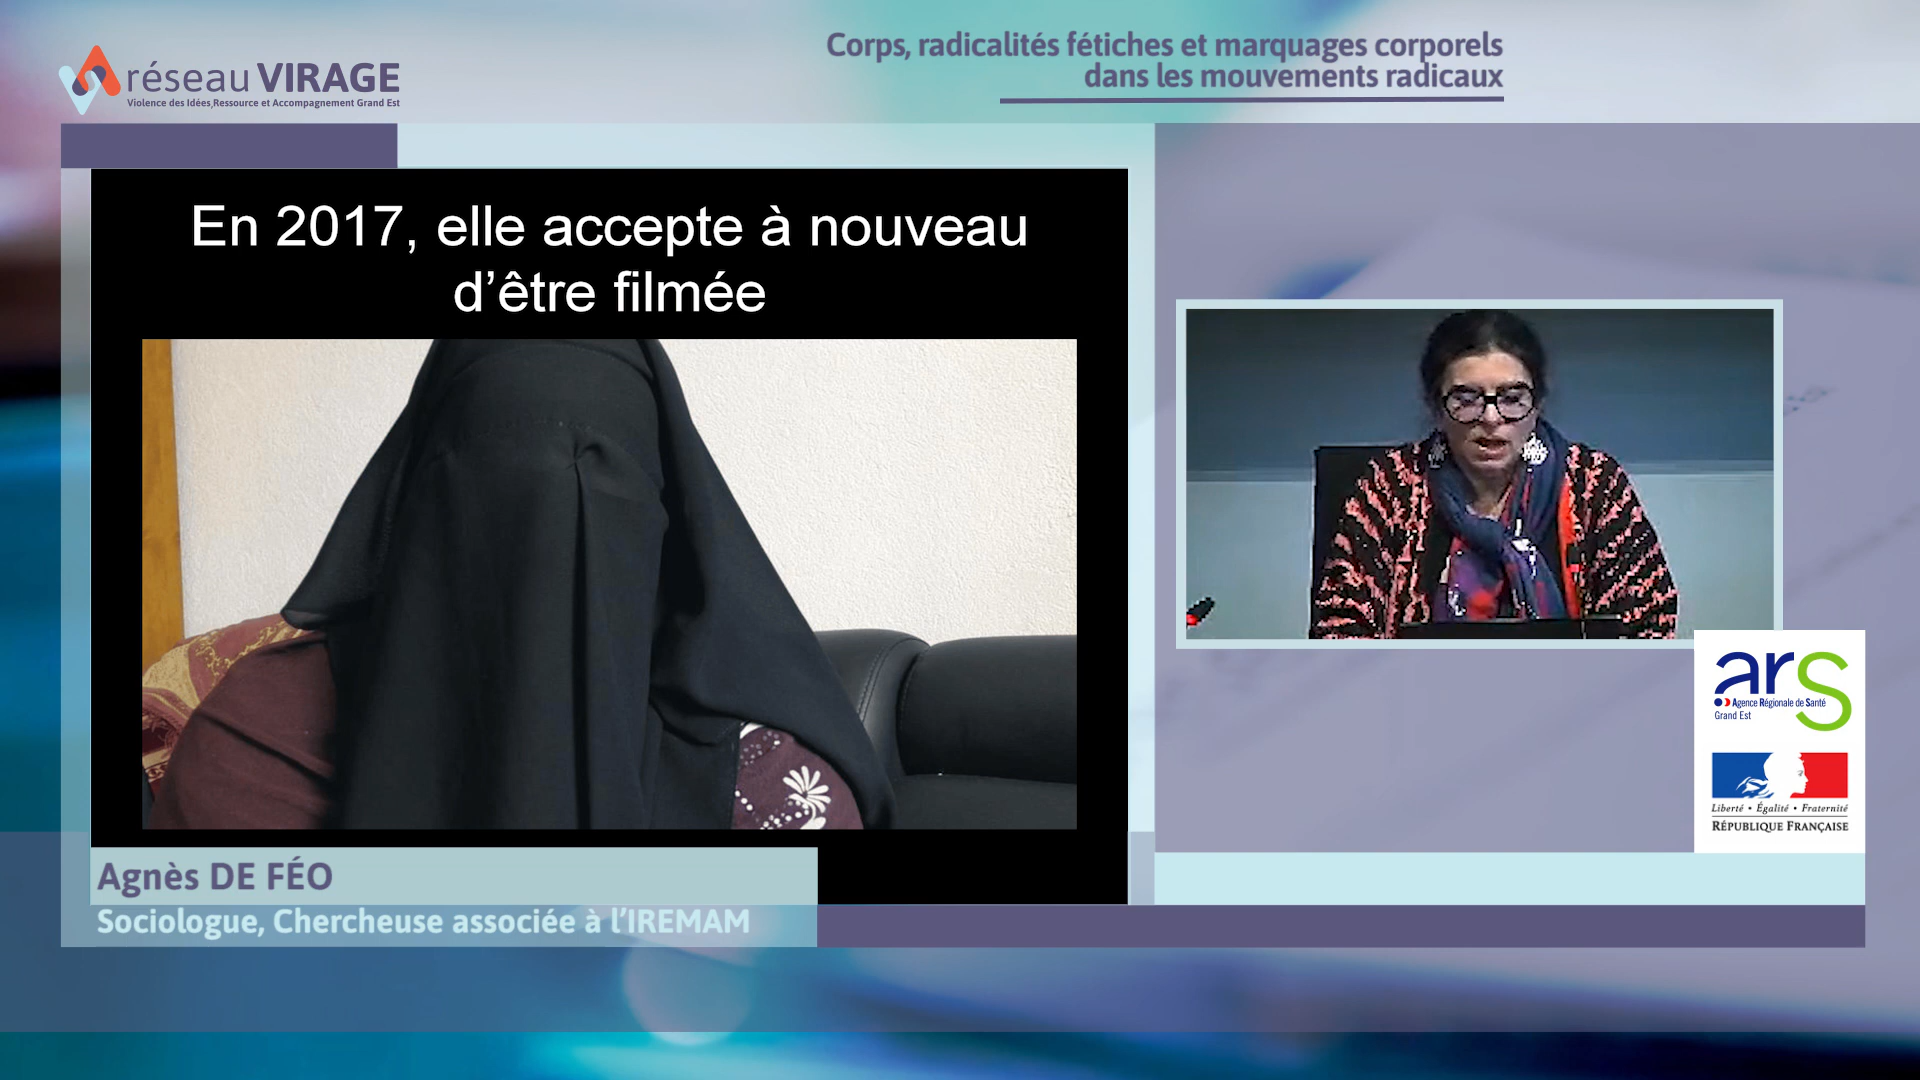 réseau VIRAGE
Violence des Idées,Ressource et Accompagnement Grand Est
Corps, radicalités fétiches et marquages corporels
dans les mouvements radicaux
En 2017, elle accepte à nouveau
d’être filmée
Agnès DE FÉO
Sociologue, Chercheuse associée à l’IREMAM
ars
Agence Régionale de Santé
Grand Est
Liberté • Égalité • Fraternité
RÉPUBLIQUE FRANÇAISE